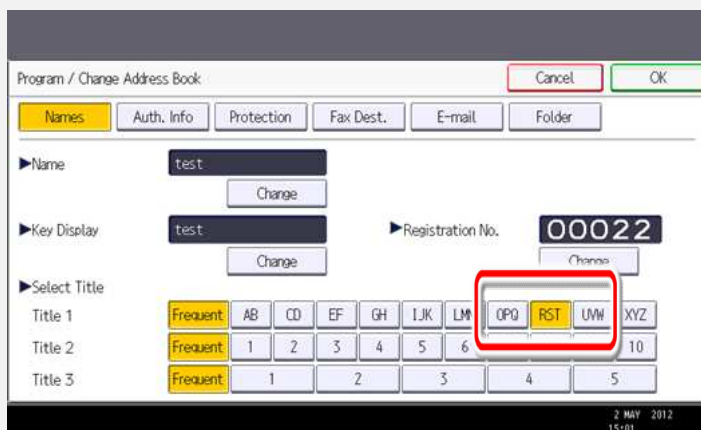 Program / Change Address Book Cancel OK
Names Auth. Info Protection Fax Dest. E-mail Folder
►Name test
Change
►Key Display test ►Registration No. 00022
Change Change
►Select Title
Title 1 Frequent AB CD EF GH IJK LMN OPQ RST UVW XYZ
Title 2 Frequent 1 2 3 4 5 6 10
Title 3 Frequent 1 2 3 4 5
2 MAY 2012
15:01